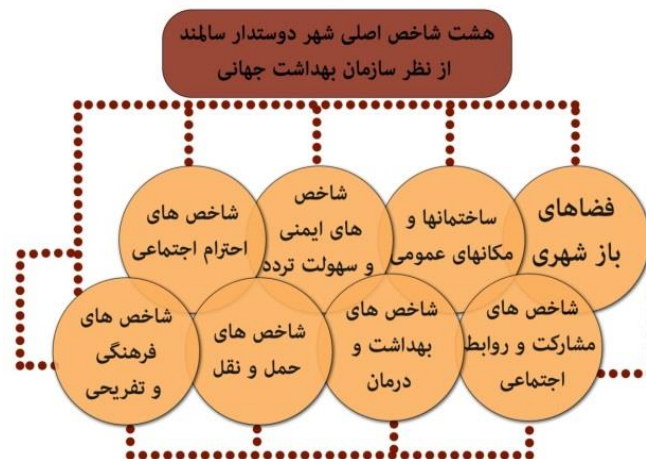 هشت شاخص اصلی شهر دوستدار سالمند
از نظر سازمان بهداشت جهانی
فضاهای
باز شهری
ساختمانها و
مکانهای عمومی
شاخص
های ایمنی
و سهولت تردد
شاخص های
احترام اجتماعی
شاخص های
مشارکت و روابط
اجتماعی
شاخص های
بهداشت و
درمان
شاخص های
حمل و نقل
شاخص های
فرهنگی
و تفریحی